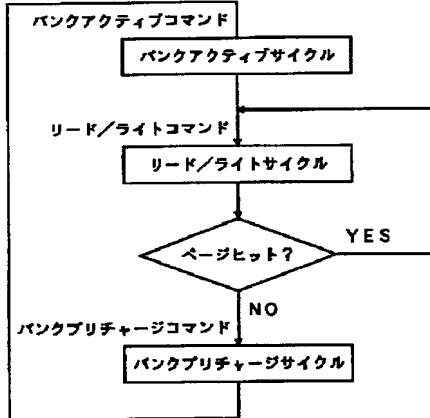 バンクアクティブコマンド
バンクアクティブサイクル
リード／ライトコマンド
リード／ライトサイクル
ページヒット？
YES
NO
バンクプリチャージコマンド
バンクプリチャージサイクル